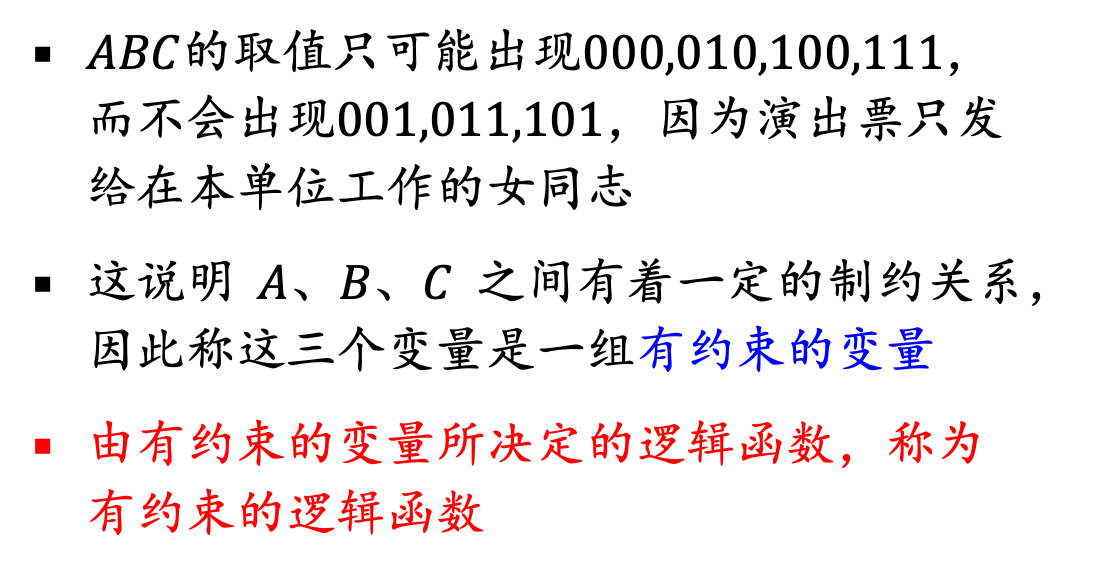 ▪ ABC的取值只可能出现000,010,100,111，
而不会出现001,011,101，因为演出票只发
给在本单位工作的女同志
▪ 这说明 A、B、C 之间有着一定的制约关系，
因此称这三个变量是一组有约束的变量
▪ 由有约束的变量所决定的逻辑函数，称为
有约束的逻辑函数